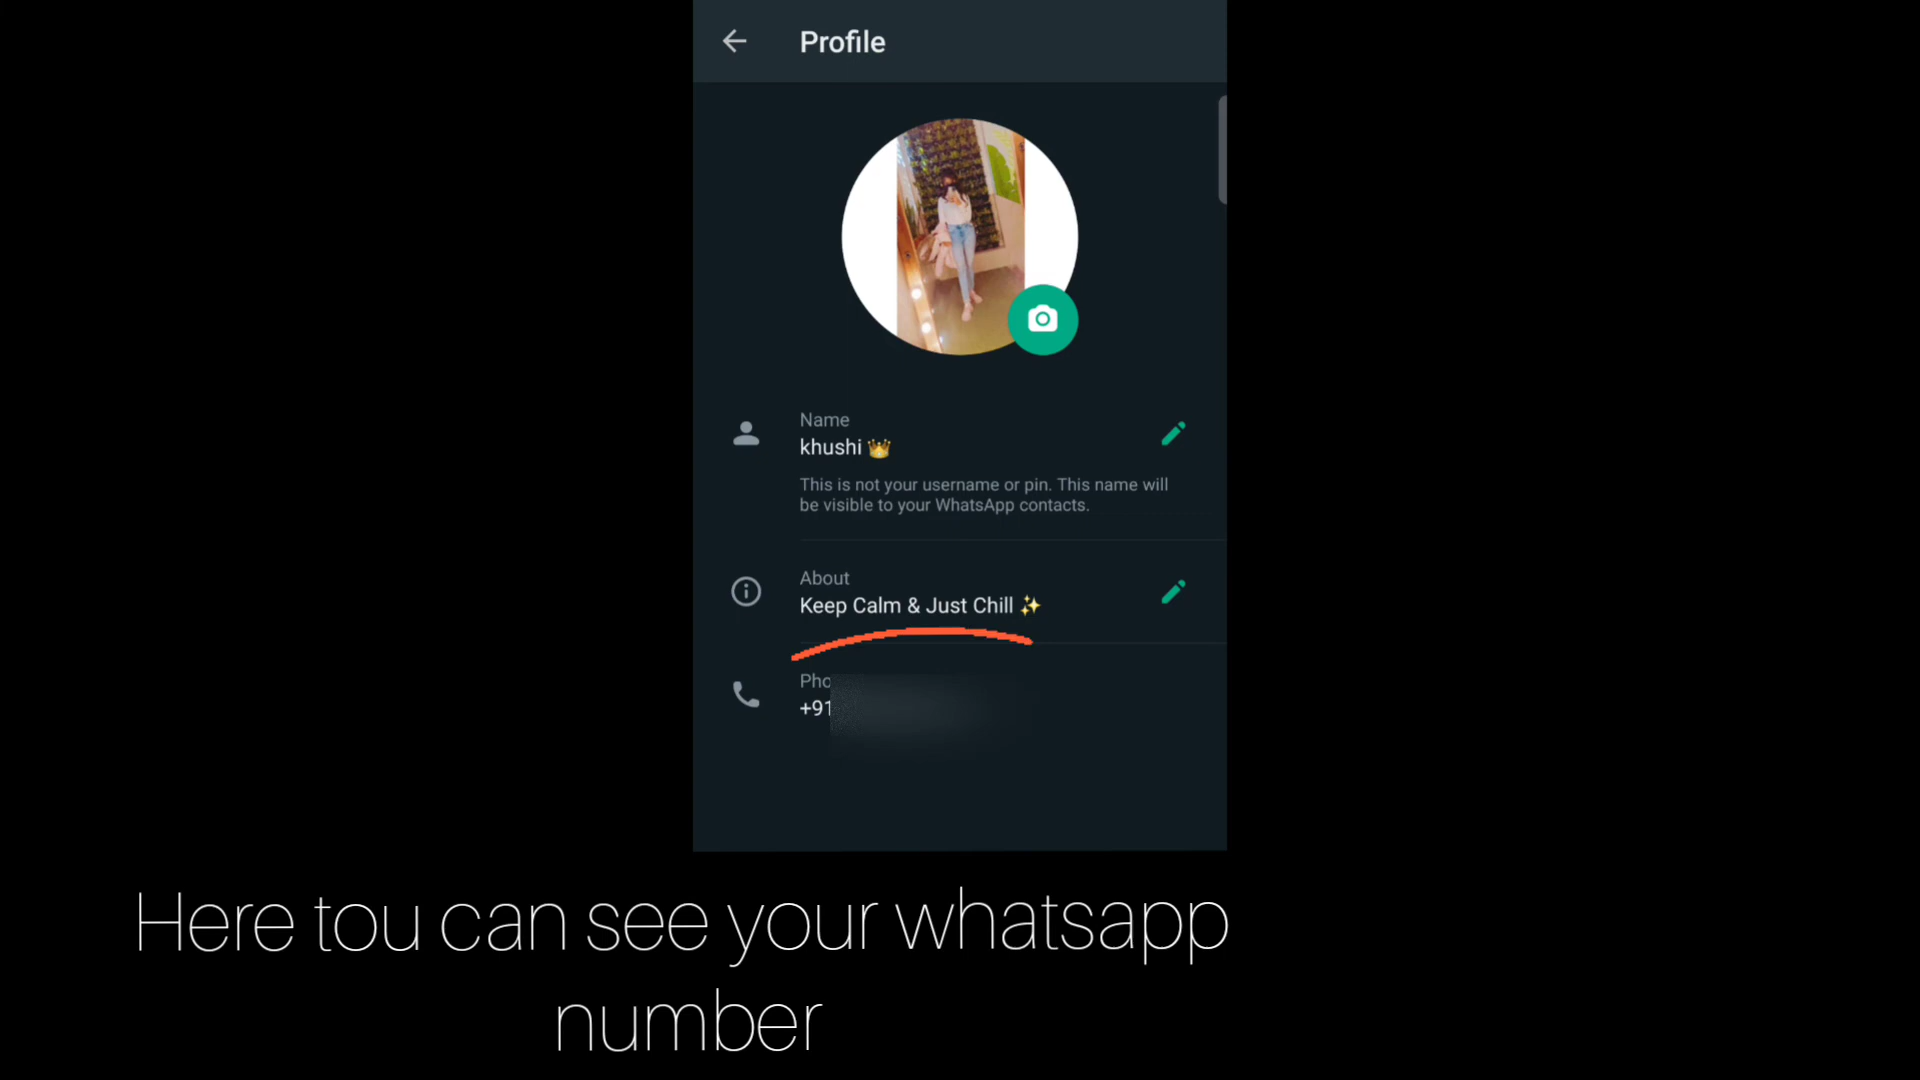 Profile
Name
khushi 👑
This is not your username or pin. This name will
be visible to your WhatsApp contacts.
About
Keep Calm & Just Chill ✨
+91
Here tou can see your whatsapp
number